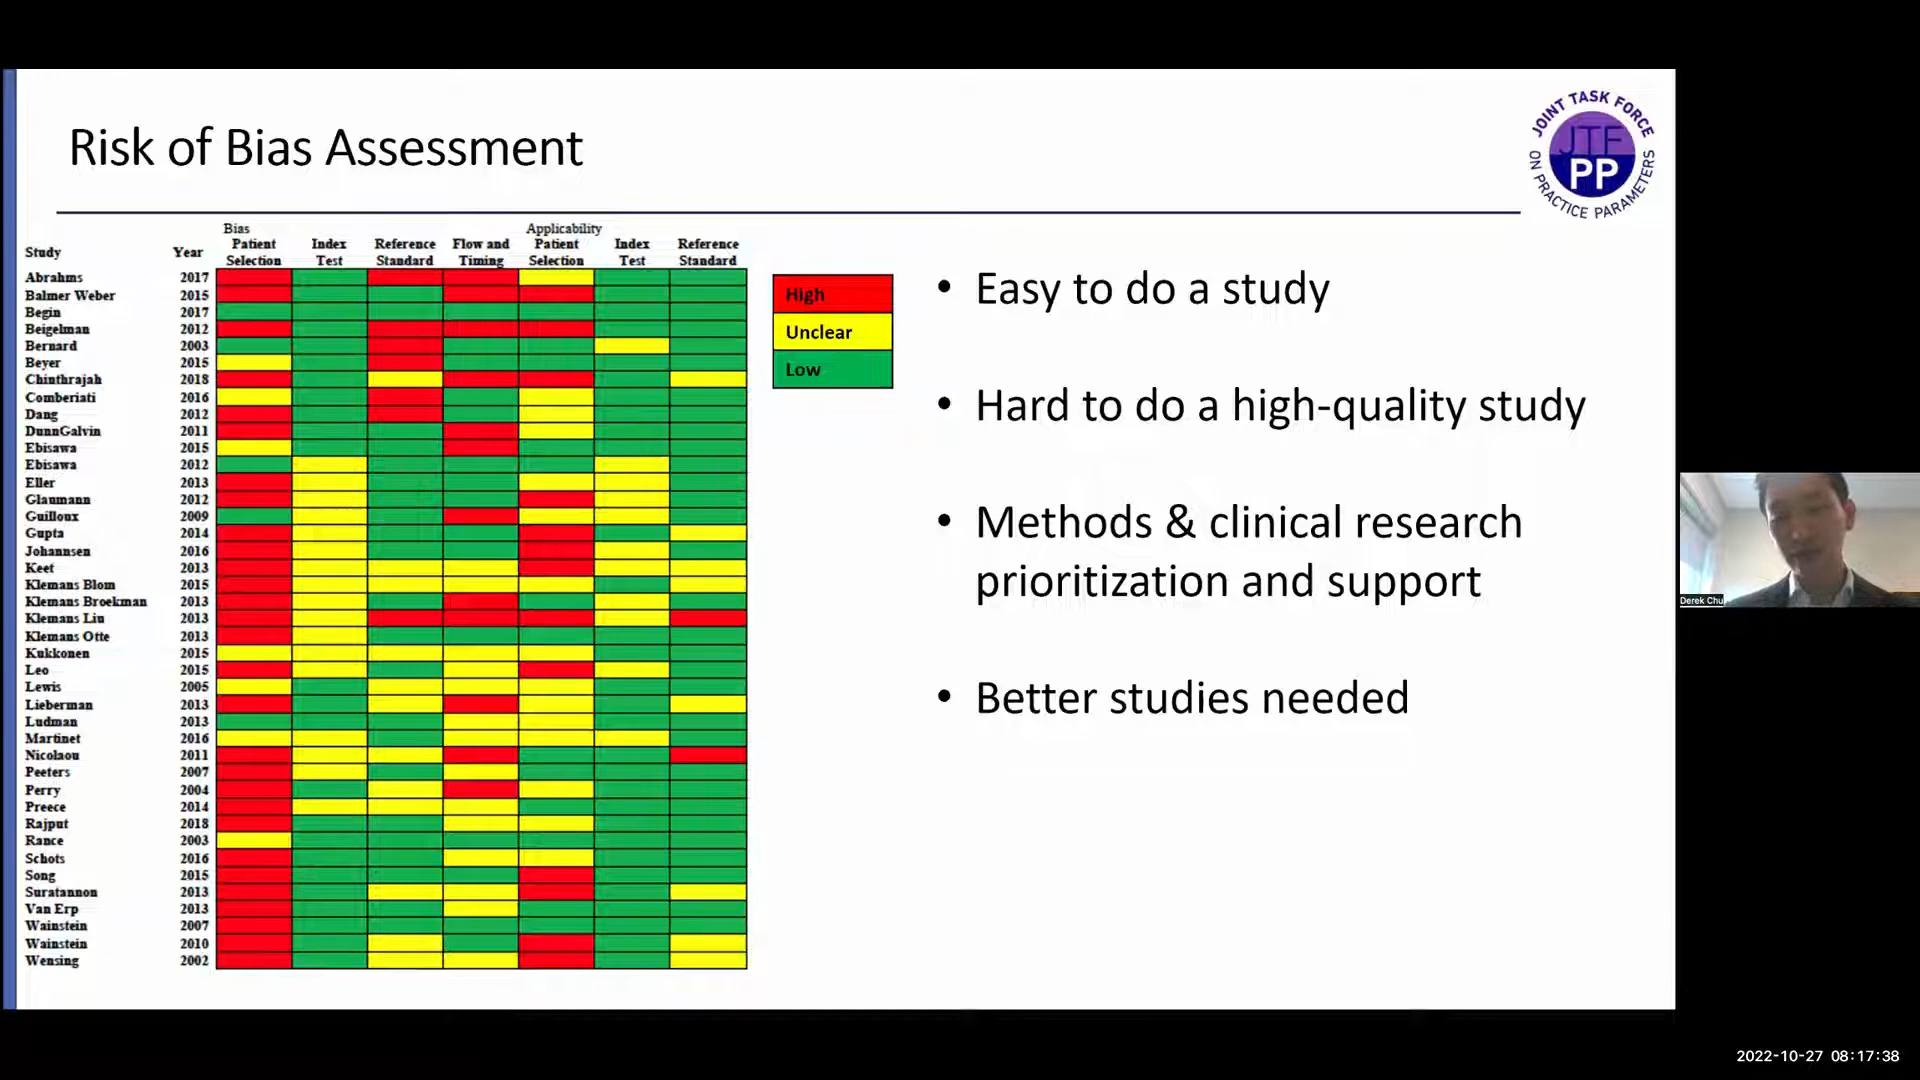 Risk of Bias Assessment
JOINT TASK FORCE
JTF
PP
ON PRACTICE PARAMETERS
Bias Applicability
Study Year Patient Selection Index Test Reference Standard Flow and Timing Patient Selection Index Test Reference Standard
Abrahms 2017
Balmer Weber 2015
Begin 2017
Beigelman 2012
Bernard 2003
Beyer 2015
Chinthrajah 2018
Comberiati 2016
Dang 2012
DunnGalvin 2011
Ebisawa 2015
Ebisawa 2012
Eller 2013
Glaumann 2012
Guilloux 2009
Gupta 2014
Johannsen 2016
Keet 2013
Klemans Blom 2015
Klemans Broekman 2013
Klemans Liu 2013
Klemans Otte 2013
Kukkonen 2015
Leo 2015
Lewis 2005
Lieberman 2013
Ludman 2013
Martinet 2016
Nicolaou 2011
Peeters 2007
Perry 2004
Preece 2014
Rajput 2018
Rance 2003
Schots 2016
Song 2015
Suratannon 2013
Van Erp 2013
Wainstein 2007
Wainstein 2010
Wensing 2002
High
Unclear
Low
• Easy to do a study
• Hard to do a high-quality study
• Methods & clinical research
prioritization and support
• Better studies needed
Derek Chu
2022-10-27 08:17:38